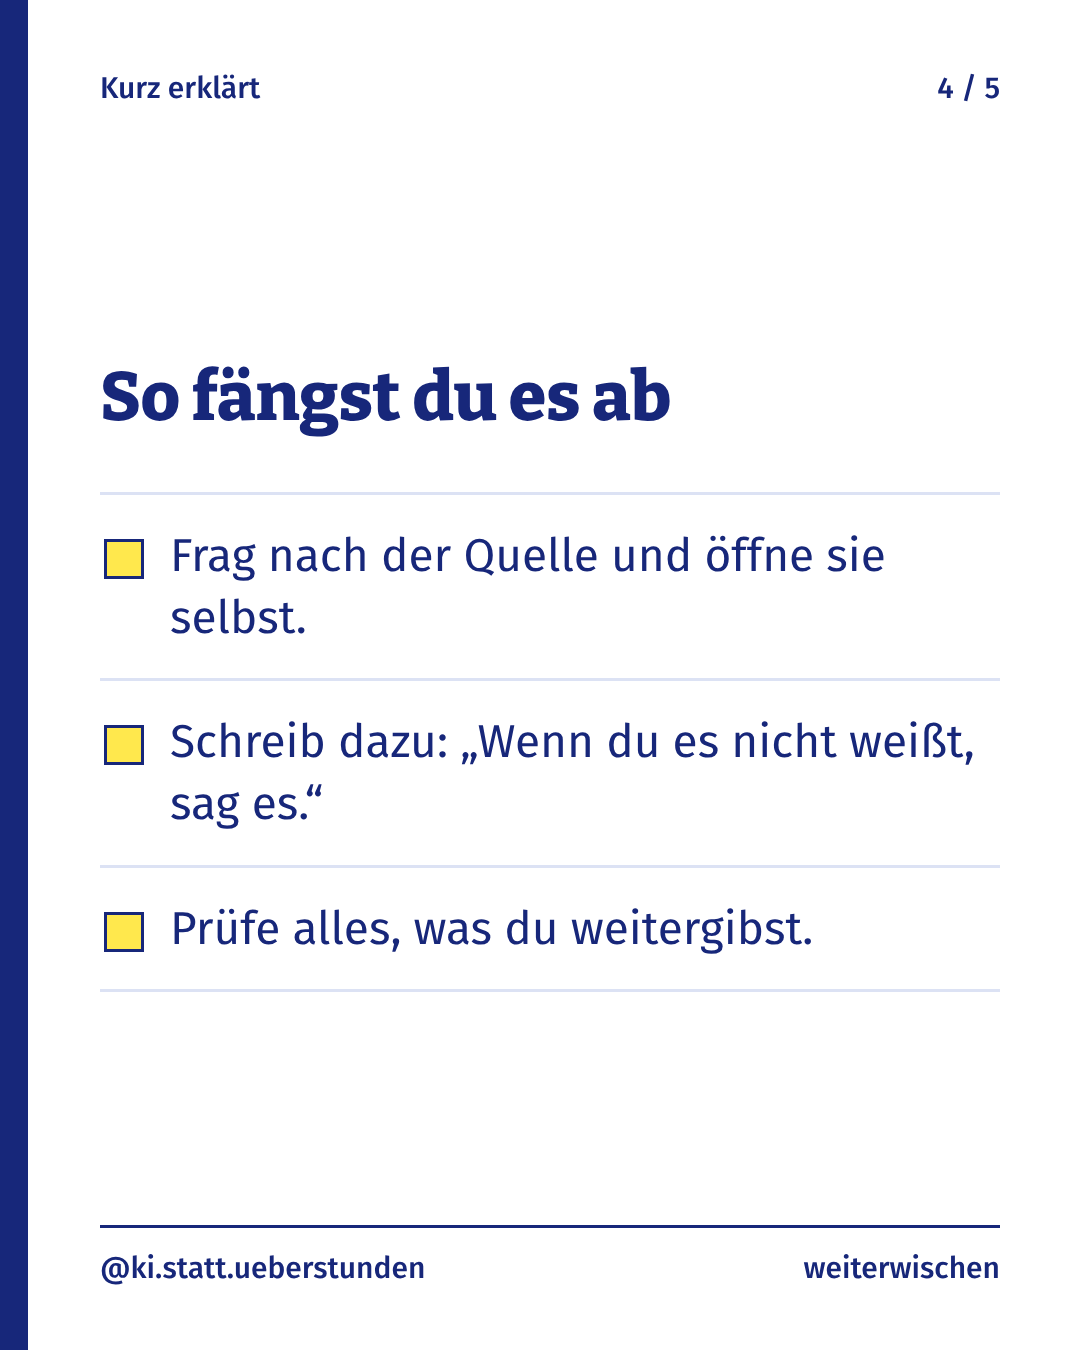 Kurz erklärt
4 / 5
So fängst du es ab
Frag nach der Quelle und öffne sie
selbst.
Schreib dazu: „Wenn du es nicht weißt,
sag es.“
Prüfe alles, was du weitergibst.
@ki.statt.ueberstunden
weiterwischen